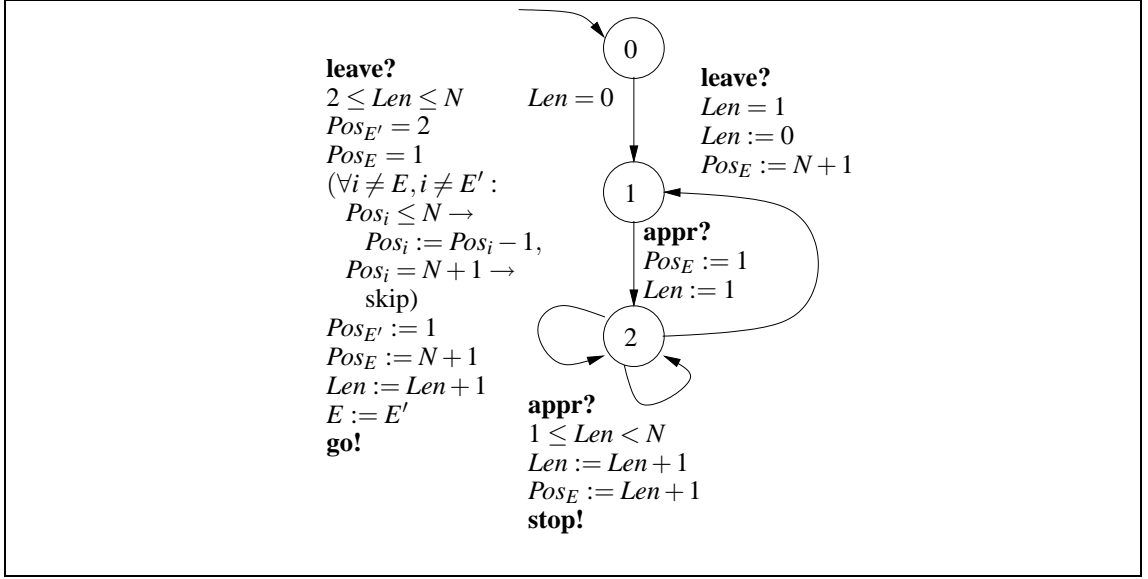 0
leave?
2 ≤ Len ≤ N
Pos_{E'} = 2
Pos_E = 1
(∀i ≠ E, i ≠ E' :
Pos_i ≤ N →
Pos_i := Pos_i − 1,
Pos_i = N + 1 →
skip)
Pos_{E'} := 1
Pos_E := N + 1
Len := Len + 1
E := E'
go!
Len = 0
leave?
Len = 1
Len := 0
Pos_E := N + 1
1
appr?
Pos_E := 1
Len := 1
2
appr?
1 ≤ Len < N
Len := Len + 1
Pos_E := Len + 1
stop!